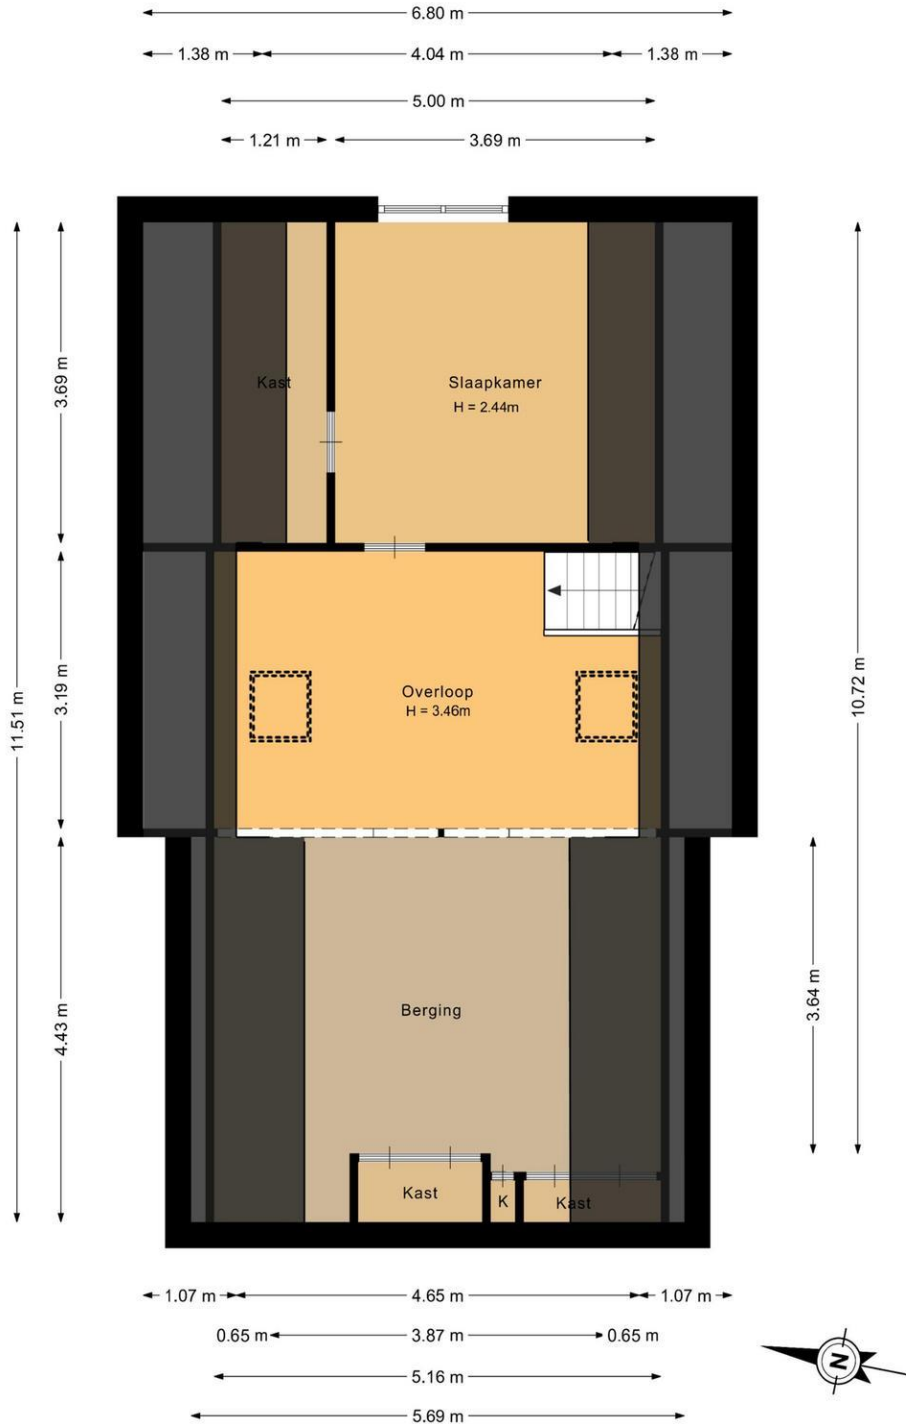 6.80 m
1.38 m 4.04 m 1.38 m
5.00 m
1.21 m 3.69 m
3.69 m
Kast
Slaapkamer
H = 2.44m
11.51 m
3.19 m
10.72 m
Overloop
H = 3.46m
4.43 m
3.64 m
Berging
Kast
K
Kast
1.07 m 4.65 m 1.07 m
0.65 m 3.87 m 0.65 m
5.16 m
5.69 m
N